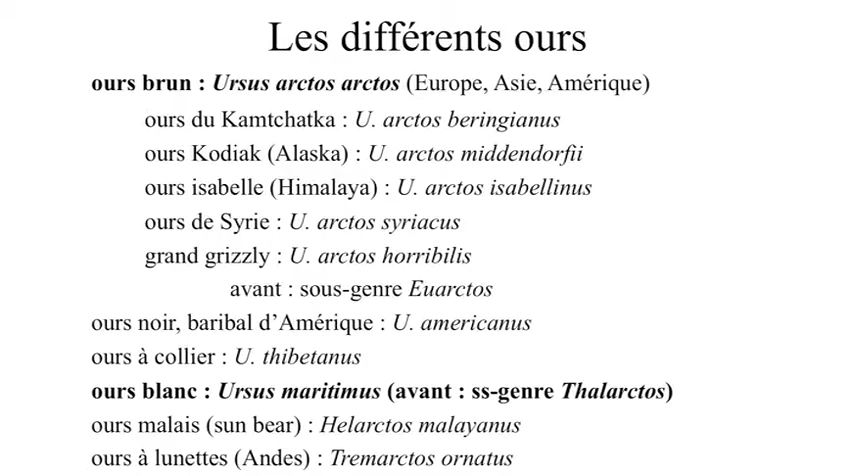 Les différents ours
ours brun : Ursus arctos arctos (Europe, Asie, Amérique)
ours du Kamtchatka : U. arctos beringianus
ours Kodiak (Alaska) : U. arctos middendorfii
ours isabelle (Himalaya) : U. arctos isabellinus
ours de Syrie : U. arctos syriacus
grand grizzly : U. arctos horribilis
avant : sous-genre Euarctos
ours noir, baribal d’Amérique : U. americanus
ours à collier : U. thibetanus
ours blanc : Ursus maritimus (avant : ss-genre Thalarctos)
ours malais (sun bear) : Helarctos malayanus
ours à lunettes (Andes) : Tremarctos ornatus